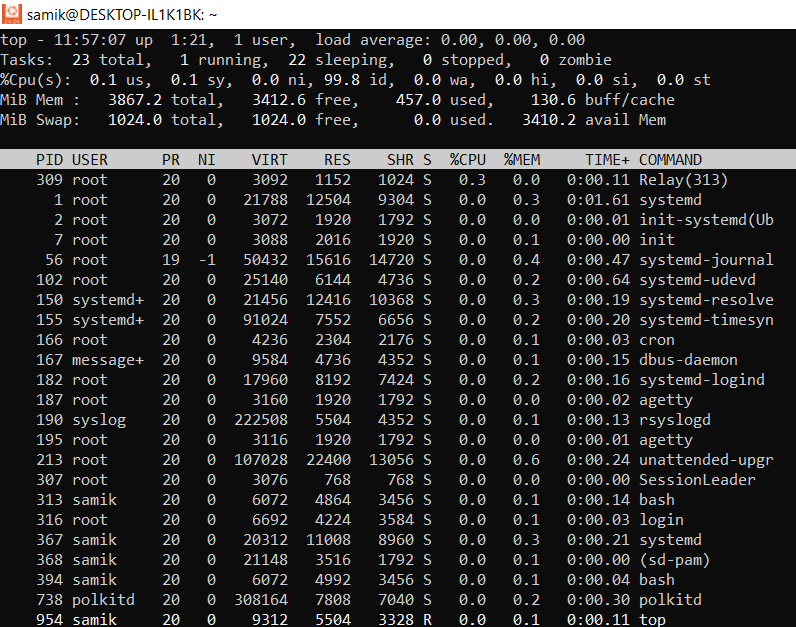 samik@DESKTOP-IL1K1BK: ~
top - 11:57:07 up  1:21,  1 user,  load average: 0.00, 0.00, 0.00
Tasks:  23 total,   1 running,  22 sleeping,   0 stopped,   0 zombie
%Cpu(s):  0.1 us,  0.1 sy,  0.0 ni, 99.8 id,  0.0 wa,  0.0 hi,  0.0 si,  0.0 st
MiB Mem :   3867.2 total,   3412.6 free,    457.0 used,    130.6 buff/cache
MiB Swap:   1024.0 total,   1024.0 free,      0.0 used.   3410.2 avail Mem
PID USER      PR  NI    VIRT    RES    SHR S  %CPU  %MEM     TIME+ COMMAND
309 root      20   0    3092   1152   1024 S   0.3   0.0   0:00.11 Relay(313)
1 root      20   0   21788  12504   9304 S   0.0   0.3   0:01.61 systemd
2 root      20   0    3072   1920   1792 S   0.0   0.0   0:00.01 init-systemd(Ub
7 root      20   0    3088   2016   1920 S   0.0   0.1   0:00.00 init
56 root      19  -1   50432  15616  14720 S   0.0   0.4   0:00.47 systemd-journal
102 root      20   0   25140   6144   4736 S   0.0   0.2   0:00.64 systemd-udevd
150 systemd+  20   0   21456  12416  10368 S   0.0   0.3   0:00.19 systemd-resolve
155 systemd+  20   0   91024   7552   6656 S   0.0   0.2   0:00.20 systemd-timesyn
166 root      20   0    4236   2304   2176 S   0.0   0.1   0:00.03 cron
167 message+  20   0    9584   4736   4352 S   0.0   0.1   0:00.15 dbus-daemon
182 root      20   0   17960   8192   7424 S   0.0   0.2   0:00.16 systemd-logind
187 root      20   0    3160   1920   1792 S   0.0   0.0   0:00.02 agetty
190 syslog    20   0  222508   5504   4352 S   0.0   0.1   0:00.13 rsyslogd
195 root      20   0    3116   1920   1792 S   0.0   0.0   0:00.01 agetty
213 root      20   0  107028  22400  13056 S   0.0   0.6   0:00.24 unattended-upgr
307 root      20   0    3076    768    768 S   0.0   0.0   0:00.00 SessionLeader
313 samik     20   0    6072   4864   3456 S   0.0   0.1   0:00.14 bash
316 root      20   0    6692   4224   3584 S   0.0   0.1   0:00.03 login
367 samik     20   0   20312  11008   8960 S   0.0   0.3   0:00.21 systemd
368 samik     20   0   21148   3516   1792 S   0.0   0.1   0:00.00 (sd-pam)
394 samik     20   0    6072   4992   3456 S   0.0   0.1   0:00.04 bash
738 polkitd   20   0  308164   7808   7040 S   0.0   0.2   0:00.30 polkitd
954 samik     20   0    9312   5504   3328 R   0.0   0.1   0:00.11 top